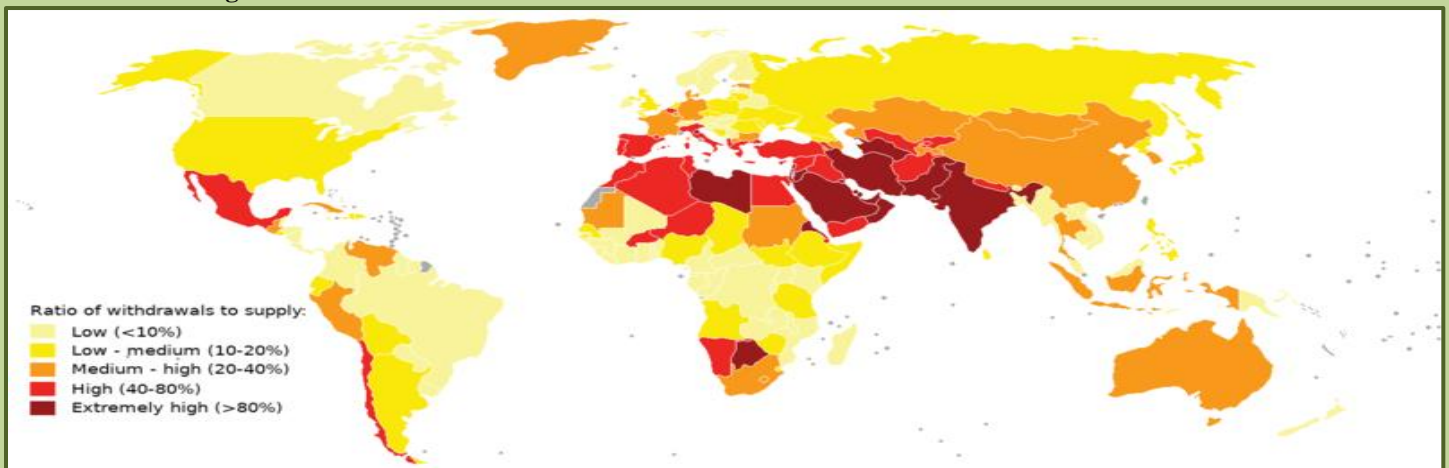 Ratio of withdrawals to supply:
Low (<10%)
Low - medium (10-20%)
Medium - high (20-40%)
High (40-80%)
Extremely high (>80%)